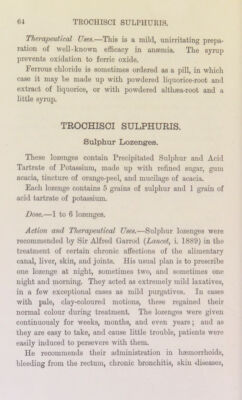 64 TROCHISCI SULPHURIS.
Therapeutical Uses.—This is a mild, unirritating prepa-
ration of well-known efficacy in anæmia. The syrup
prevents oxidation to ferric oxide.
Ferrous chloride is sometimes ordered as a pill, in which
case it may be made up with powdered liquorice-root and
extract of liquorice, or with powdered althæa-root and a
little syrup.
TROCHISCI SULPHURIS.
Sulphur Lozenges.
These lozenges contain Precipitated Sulphur and Acid
Tartrate of Potassium, made up with refined sugar, gum
acacia, tincture of orange-peel, and mucilage of acacia.
Each lozenge contains 5 grains of sulphur and 1 grain of
acid tartrate of potassium.
Dose.—1 to 6 lozenges.
Action and Therapeutical Uses.—Sulphur lozenges were
recommended by Sir Alfred Garrod (Lancet, i. 1889) in the
treatment of certain chronic affections of the alimentary
canal, liver, skin, and joints. His usual plan is to prescribe
one lozenge at night, sometimes two, and sometimes one
night and morning. They acted as extremely mild laxatives,
in a few exceptional cases as mild purgatives. In cases
with pale, clay-coloured motions, these regained their
normal colour during treatment. The lozenges were given
continuously for weeks, months, and even years; and as
they are easy to take, and cause little trouble, patients were
easily induced to persevere with them.
He recommends their administration in hæmorrhoids,
bleeding from the rectum, chronic bronchitis, skin diseases,